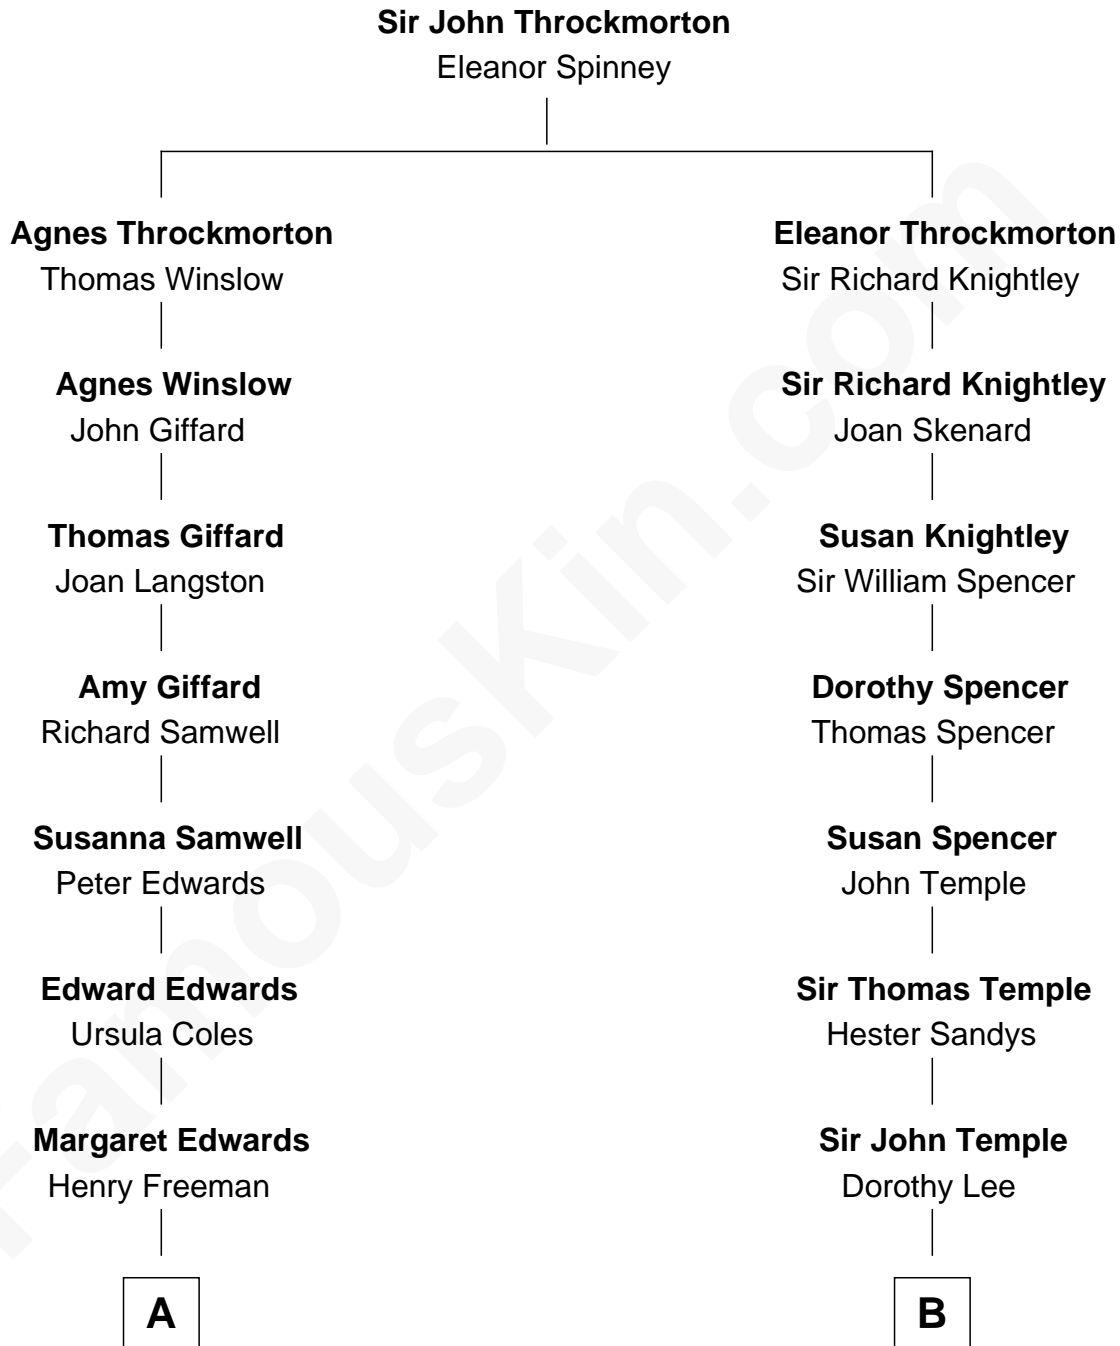 Sir John Throckmorton
Eleanor Spinney
Agnes Throckmorton
Thomas Winslow
Eleanor Throckmorton
Sir Richard Knightley
Agnes Winslow
John Giffard
Sir Richard Knightley
Joan Skenard
Thomas Giffard
Joan Langston
Susan Knightley
Sir William Spencer
Amy Giffard
Richard Samwell
Dorothy Spencer
Thomas Spencer
Susanna Samwell
Peter Edwards
Susan Spencer
John Temple
Edward Edwards
Ursula Coles
Sir Thomas Temple
Hester Sandys
Margaret Edwards
Henry Freeman
Sir John Temple
Dorothy Lee
A
B
FamousKin.com